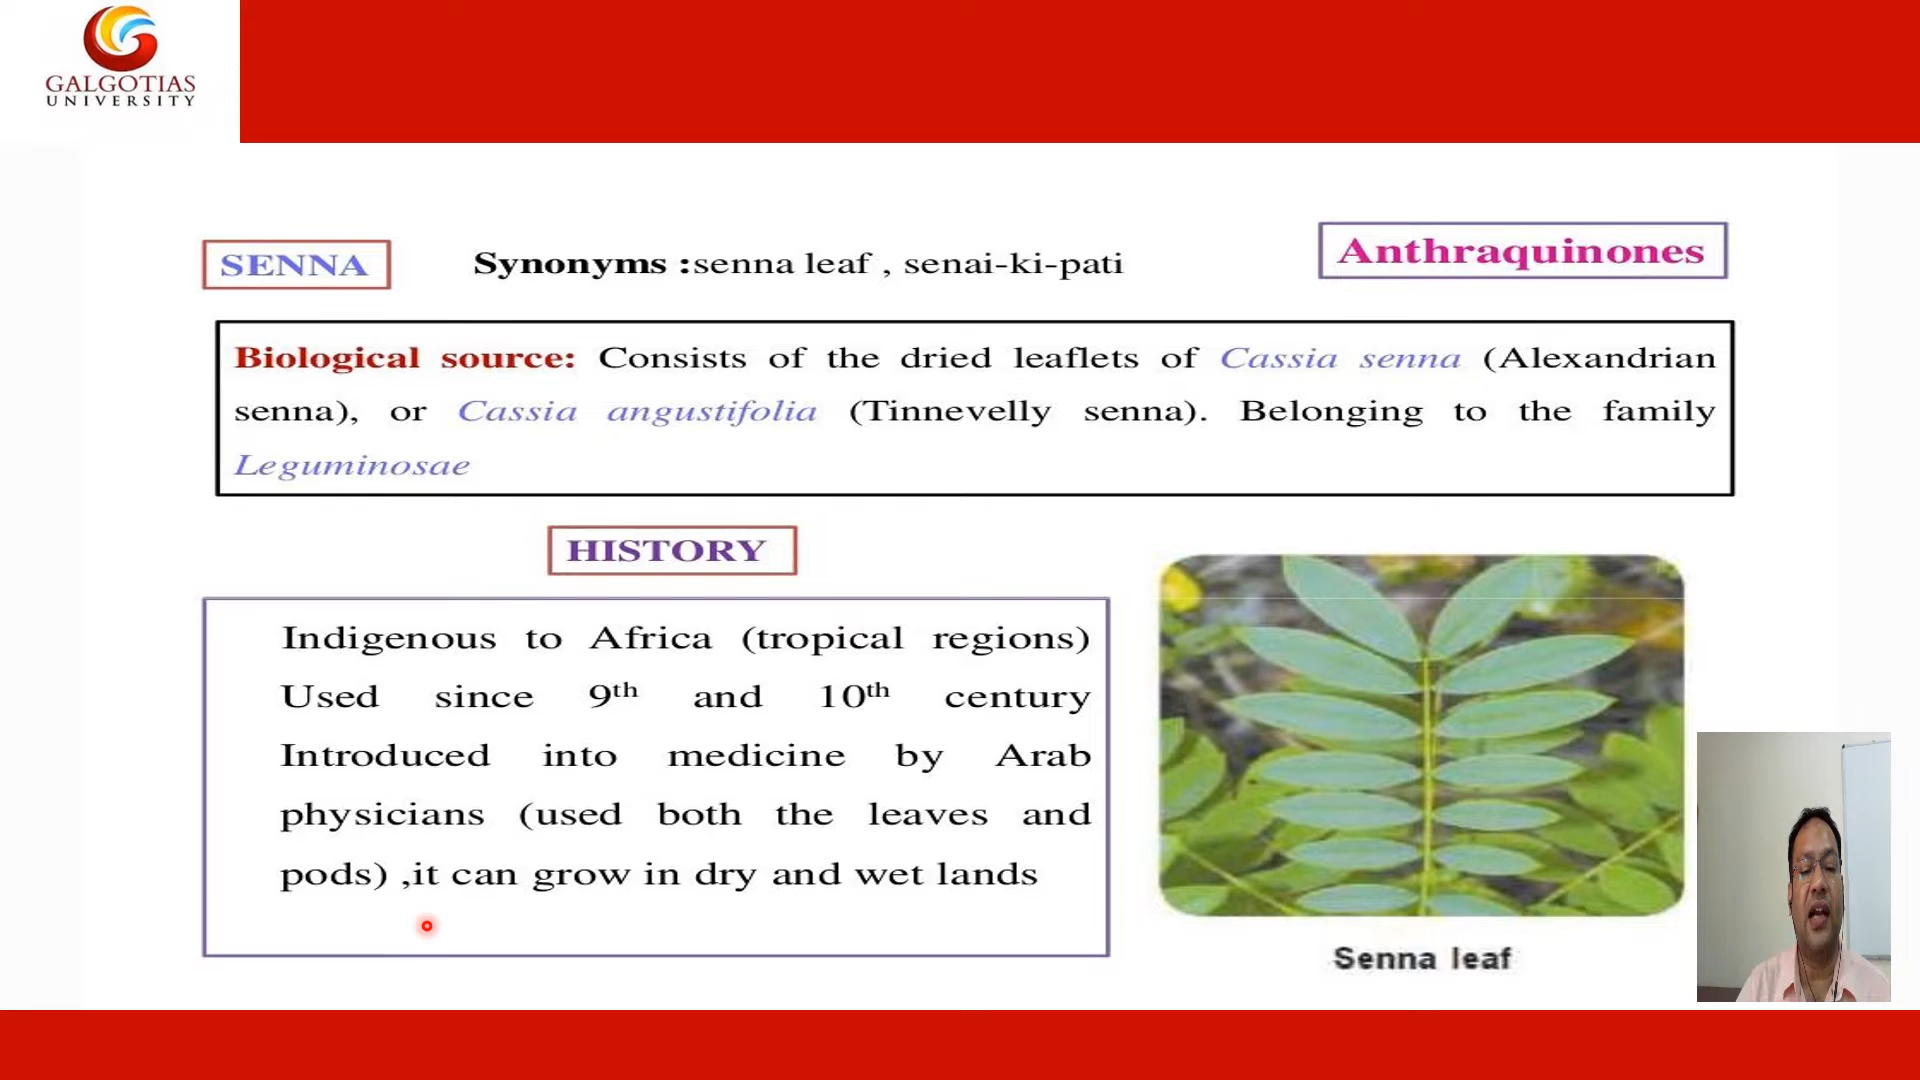 GALGOTIAS
UNIVERSITY
SENNA
Synonyms :senna leaf , senai-ki-pati
Anthraquinones
Biological source: Consists of the dried leaflets of Cassia senna (Alexandrian
senna), or Cassia angustifolia (Tinnevelly senna). Belonging to the family
Leguminosae
HISTORY
Indigenous to Africa (tropical regions)
Used since 9th and 10th century
Introduced into medicine by Arab
physicians (used both the leaves and
pods) ,it can grow in dry and wet lands
Senna leaf